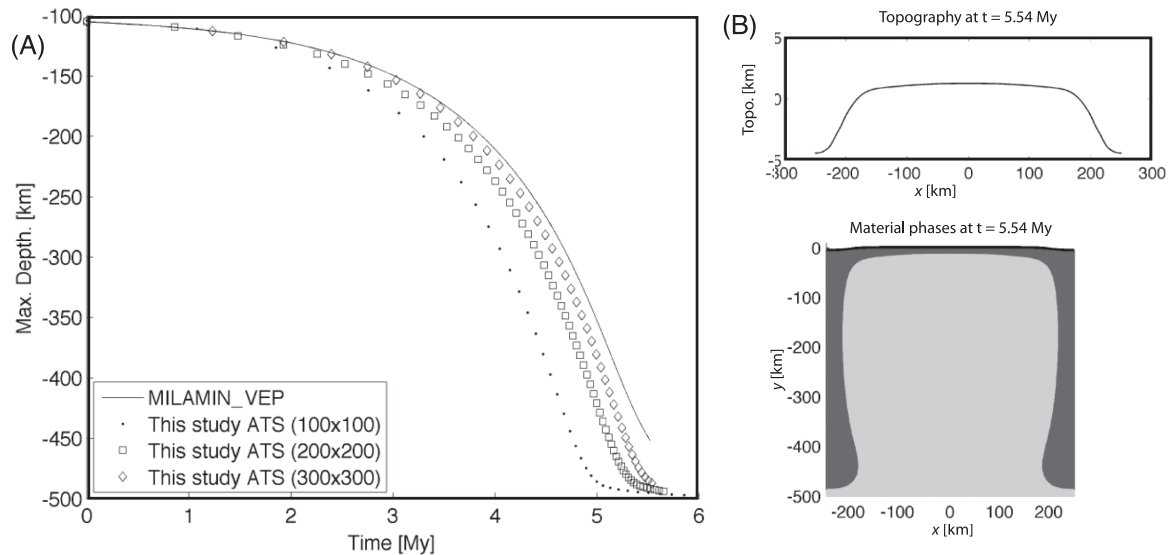 (A)
-100
-150
-200
-250
-300
-350
-400
-450
-500
Max. Depth. [km]
MILAMIN_VEP
This study ATS (100x100)
This study ATS (200x200)
This study ATS (300x300)
0 1 2 3 4 5 6
Time [My]
(B)
Topography at t = 5.54 My
5
0
-5
Topo. [km]
-300 -200 -100 0 100 200 300
x [km]
Material phases at t = 5.54 My
0
-100
-200
-300
-400
-500
y [km]
-200 -100 0 100 200
x [km]